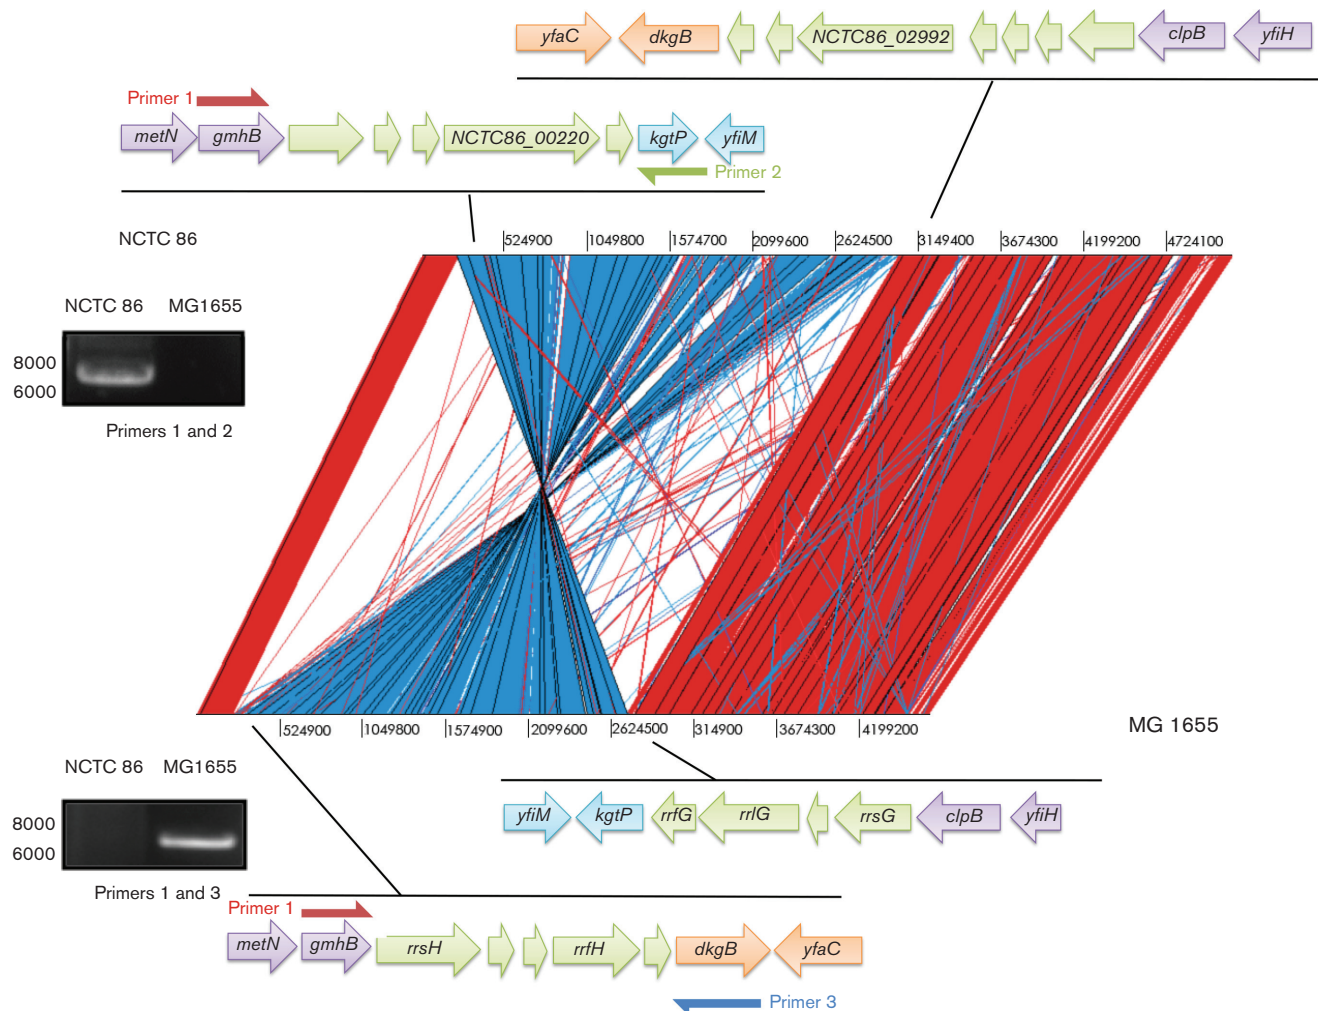 yfaC dkgB NCTC86_02992 clpB yfiH
Primer 1
metN gmhB NCTC86_00220 kgtP yfiM
Primer 2
NCTC 86
524900 1049800 1574700 2099600 2624500 3149400 3674300 4199200 4724100
NCTC 86 MG1655
8000
6000
Primers 1 and 2
524900 1049800 1574900 2099600 2624500 314900 3674300 4199200
MG 1655
NCTC 86 MG1655
8000
6000
Primers 1 and 3
yfiM kgtP rrfG rrlG rrsG clpB yfiH
Primer 1
metN gmhB rrsH rrfH dkgB yfaC
Primer 3